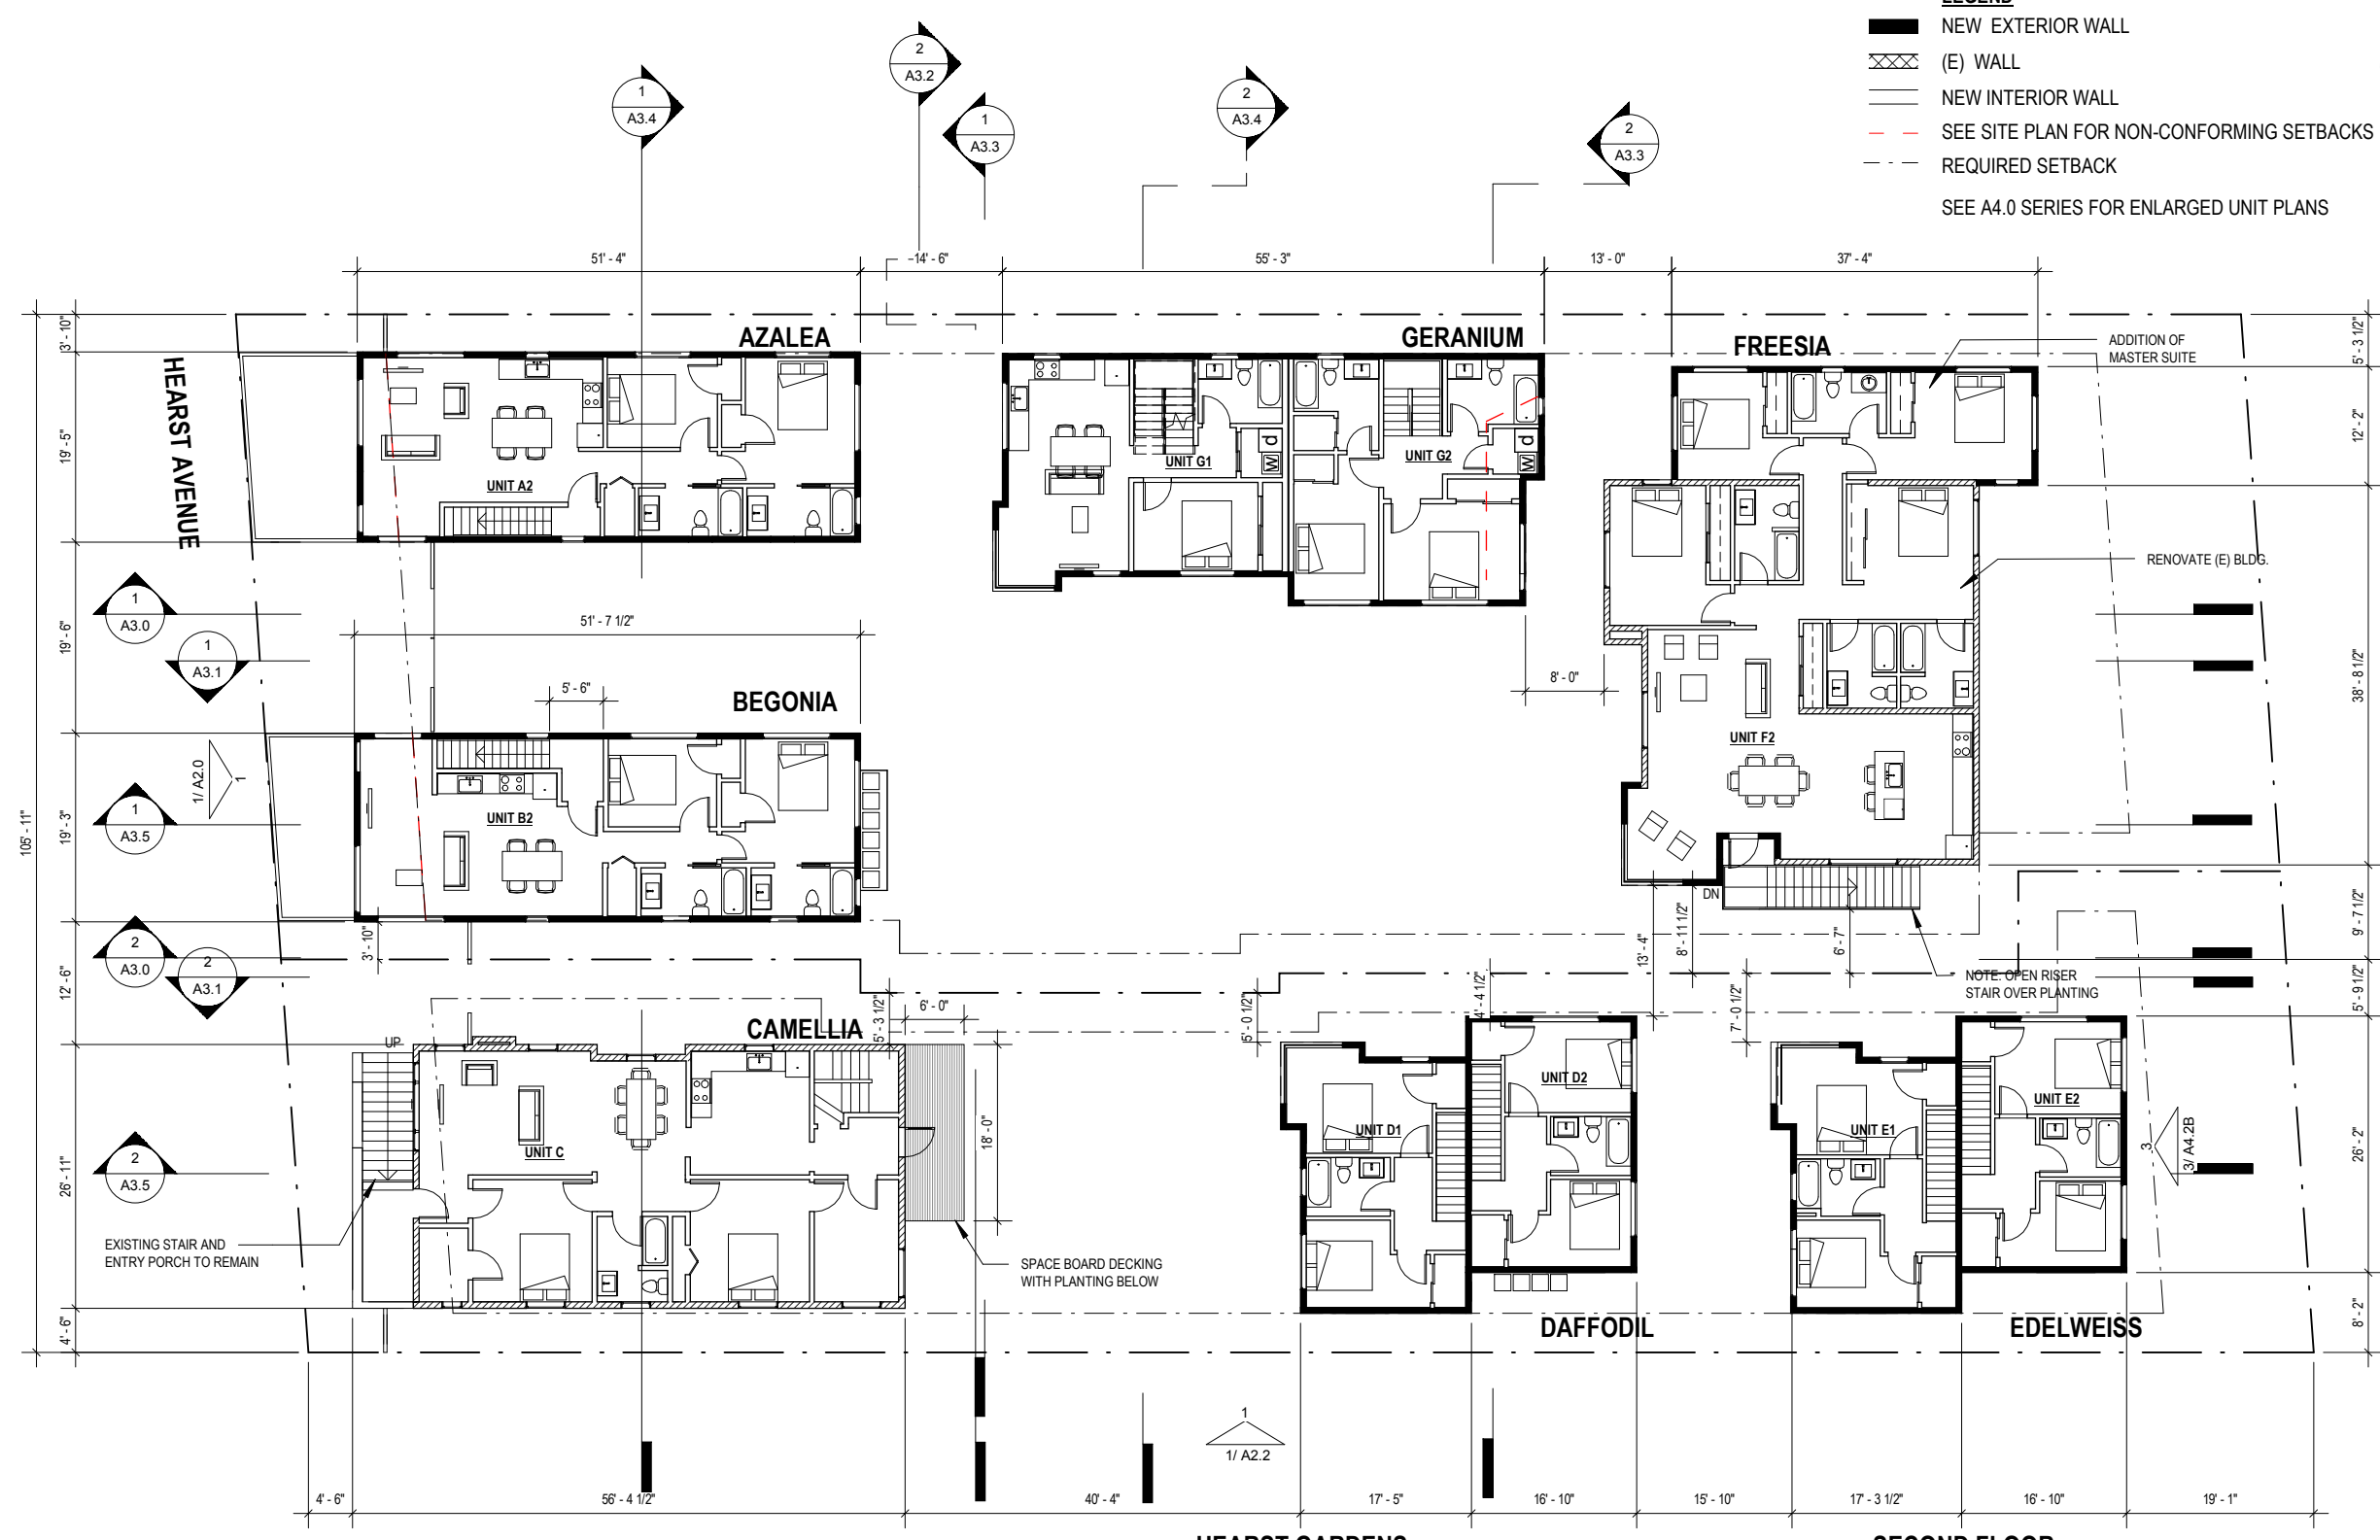 LEGEND
NEW EXTERIOR WALL
(E) WALL
NEW INTERIOR WALL
SEE SITE PLAN FOR NON-CONFORMING SETBACKS
REQUIRED SETBACK
SEE A4.0 SERIES FOR ENLARGED UNIT PLANS
2
A3.2
1
A3.4
1
A3.3
2
A3.4
2
A3.3
51' - 4"
14' - 6"
55' - 3"
13' - 0"
37' - 4"
3' - 10"
AZALEA
GERANIUM
FREESIA
ADDITION OF
MASTER SUITE
5' - 3 1/2"
HEARST AVENUE
19' - 5"
12' - 2"
d
W
d
W
UNIT A2
UNIT G1
UNIT G2
RENOVATE (E) BLDG.
1
A3.0
19' - 6"
51' - 7 1/2"
1
A3.1
5' - 6"
8' - 0"
38' - 8 1/2"
BEGONIA
UNIT F2
1/ A2.0
1
105' - 11"
1
A3.5
19' - 3"
UNIT B2
DN
2
A3.0
3' - 10"
13' - 4"
8' - 11 1/2"
6' - 7"
9' - 7 1/2"
2
A3.1
12' - 6"
NOTE: OPEN RISER
STAIR OVER PLANTING
5' - 3 1/2"
6' - 0"
5' - 0 1/2"
4' - 4 1/2"
7' - 0 1/2"
5' - 9 1/2"
CAMELLIA
UP
UNIT D2
UNIT E2
UNIT D1
UNIT E1
UNIT C
18' - 0"
3
3/ A4.2B
26' - 2"
2
A3.5
26' - 11"
EXISTING STAIR AND
ENTRY PORCH TO REMAIN
SPACE BOARD DECKING
WITH PLANTING BELOW
4' - 6"
8' - 2"
DAFFODIL
EDELWEISS
1
1/ A2.2
4' - 6"
56' - 4 1/2"
40' - 4"
17' - 5"
16' - 10"
15' - 10"
17' - 3 1/2"
16' - 10"
19' - 1"
HEARST GARDENS
SECOND FLOOR